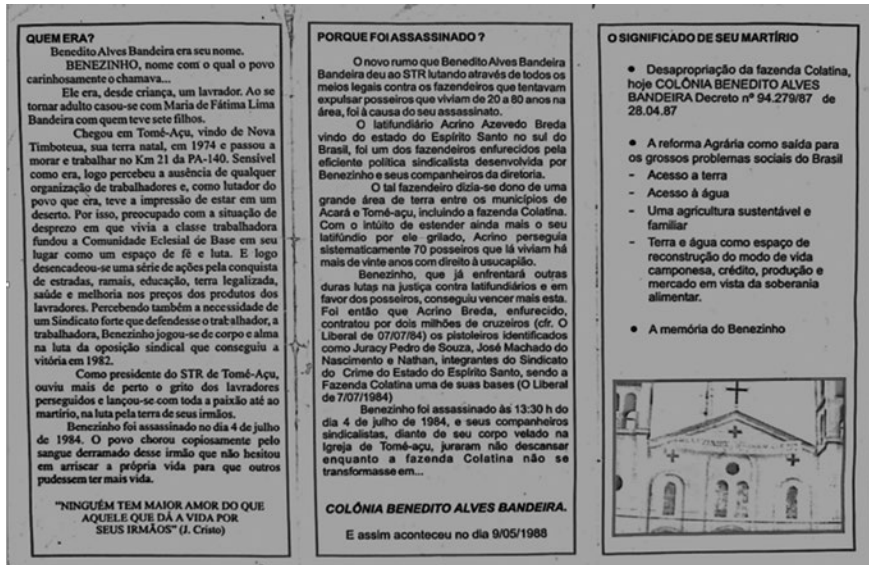 QUEM ERA?
Benedito Alves Bandeira era seu nome.
BENEZINHO, nome com o qual o povo
carinhosamente o chamava...
Ele era, desde criança, um lavrador. Ao se
tornar adulto casou-se com Maria de Fátima Lima
Bandeira com quem teve sete filhos.
Chegou em Tomé-Açu, vindo de Nova
Timboteua, sua terra natal, em 1974 e passou a
morar e trabalhar no Km 21 da PA-140. Sensível
como era, logo percebeu a ausência de qualquer
organização de trabalhadores e, como lutador do
povo que era, teve a impressão de estar em um
deserto. Por isso, preocupado com a situação de
desprezo em que vivia a classe trabalhadora
fundou a Comunidade Eclesial de Base em seu
lugar como um espaço de fé e luta. E logo
desencadeou-se uma série de ações pela conquista
de estradas, ramais, educação, terra legalizada,
saúde e melhoria nos preços dos produtos dos
lavradores. Percebendo também a necessidade de
um Sindicato forte que defendesse o trabalhador, a
trabalhadora, Benezinho jogou-se de corpo e alma
na luta da oposição sindical que conseguiu a
vitória em 1982.
Como presidente do STR de Tomé-Açu,
ouviu mais de perto o grito dos lavradores
perseguidos e lançou-se com toda a paixão até ao
martírio, na luta pela terra de seus irmãos.
Benezinho foi assassinado no dia 4 de julho
de 1984. O povo chorou copiosamente pelo
sangue derramado desse irmão que não hesitou
em arriscar a própria vida para que outros
pudessem ter mais vida.
"NINGUÉM TEM MAIOR AMOR DO QUE
AQUELE QUE DÁ A VIDA POR
SEUS IRMÃOS" (J. Cristo)
PORQUE FOI ASSASSINADO ?
O novo rumo que Benedito Alves Bandeira
Bandeira deu ao STR lutando através de todos os
meios legais contra os fazendeiros que tentavam
expulsar posseiros que viviam de 20 a 80 anos na
área, foi à causa do seu assassinato.
O latifundiário Acrino Azevedo Breda
vindo do estado do Espírito Santo no sul do
Brasil, foi um dos fazendeiros enfurecidos pela
eficiente política sindicalista desenvolvida por
Benezinho e seus companheiros da diretoria.
O tal fazendeiro dizia-se dono de uma
grande área de terra entre os municípios de
Acará e Tomé-açu, incluindo a fazenda Colatina.
Com o intúito de estender ainda mais o seu
latifúndio por ele grilado, Acrino perseguia
sistematicamente 70 posseiros que lá viviam há
mais de vinte anos com direito à usucapião.
Benezinho, que já enfrentará outras
duras lutas na justiça contra latifundiários e em
favor dos posseiros, conseguiu vencer mais esta.
Foi então que Acrino Breda, enfurecido,
contratou por dois milhões de cruzeiros (cfr. O
Liberal de 07/07/84) os pistoleiros identificados
como Juracy Pedro de Souza, José Machado do
Nascimento e Nathan, integrantes do Sindicato
do Crime do Estado do Espírito Santo, sendo a
Fazenda Colatina uma de suas bases (O Liberal
de 7/07/1984)
Benezinho foi assassinado às 13:30 h do
dia 4 de julho de 1984, e seus companheiros
sindicalistas, diante de seu corpo velado na
Igreja de Tomé-açu, juraram não descansar
enquanto a fazenda Colatina não se
transformasse em...
COLÔNIA BENEDITO ALVES BANDEIRA.
E assim aconteceu no dia 9/05/1988
O SIGNIFICADO DE SEU MARTÍRIO
• Desapropriação da fazenda Colatina,
hoje COLÔNIA BENEDITO ALVES
BANDEIRA Decreto nº 94.279/87 de
28.04.87
• A reforma Agrária como saída para
os grossos problemas sociais do Brasil
- Acesso a terra
- Acesso à água
- Uma agricultura sustentável e
familiar
- Terra e água como espaço de
reconstrução do modo de vida
camponesa, crédito, produção e
mercado em vista da soberania
alimentar.
• A memória do Benezinho